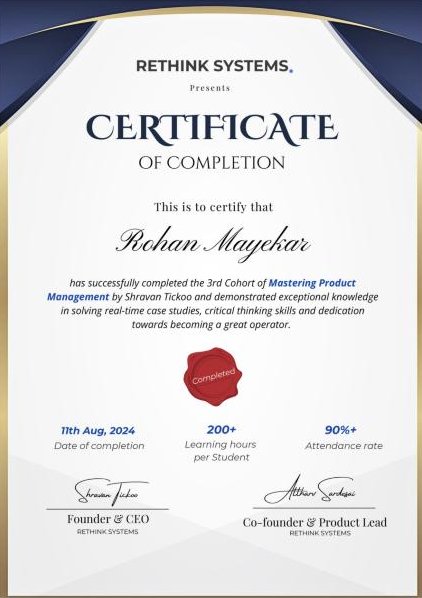 RETHINK SYSTEMS.
Presents
CERTIFICATE
OF COMPLETION
This is to certify that
Rohan Mayekar
has successfully completed the 3rd Cohort of Mastering Product
Management by Shravan Tickoo and demonstrated exceptional knowledge
in solving real-time case studies, critical thinking skills and dedication
towards becoming a great operator.
Completed
11th Aug, 2024 200+ 90%+
Date of completion Learning hours Attendance rate
per Student
Shravan Tickoo Atharv Sardesai
Founder & CEO Co-founder & Product Lead
RETHINK SYSTEMS RETHINK SYSTEMS